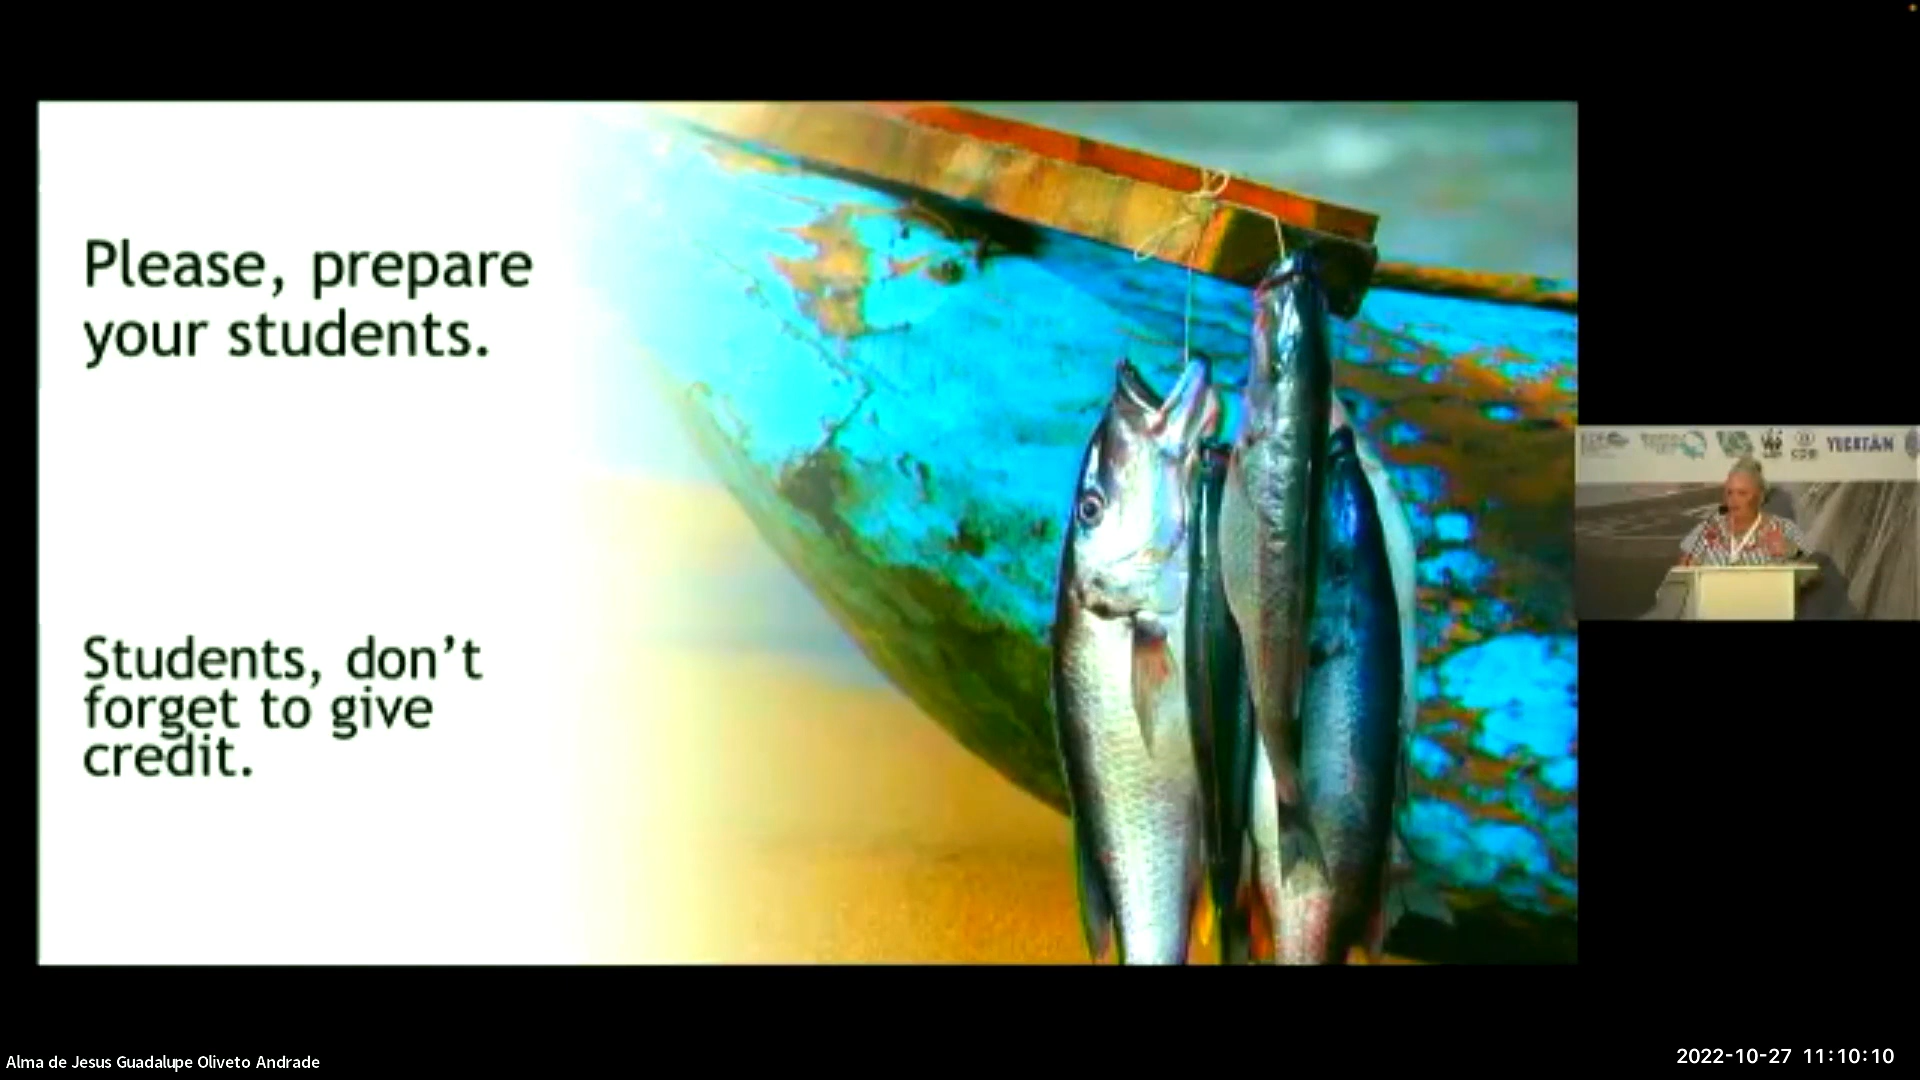 Please, prepare
your students.
Students, don't
forget to give
credit.
YUCATÁN
Alma de Jesus Guadalupe Oliveto Andrade
2022-10-27 11:10:10